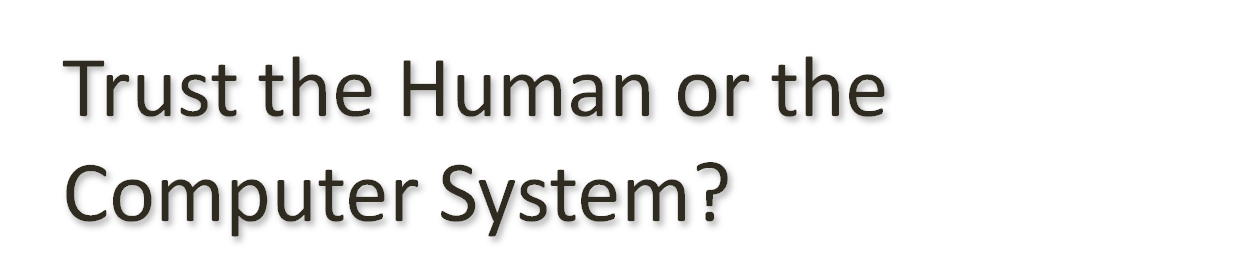 Trust the Human or the
Computer System?